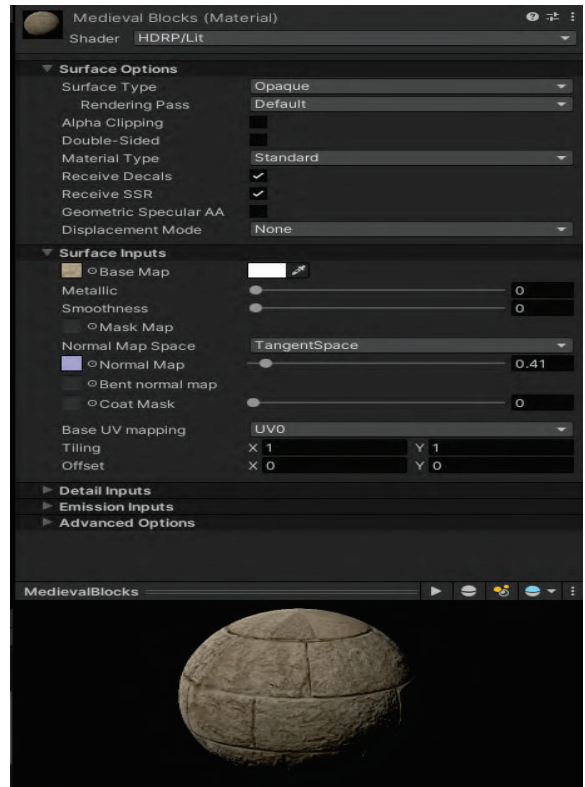 Medieval Blocks (Material)
Shader HDRP/Lit
Surface Options
Surface Type Opaque
Rendering Pass Default
Alpha Clipping
Double-Sided
Material Type Standard
Receive Decals
Receive SSR
Geometric Specular AA
Displacement Mode None
Surface Inputs
Base Map
Metallic 0
Smoothness 0
Mask Map
Normal Map Space TangentSpace
Normal Map 0.41
Bent normal map
Coat Mask 0
Base UV mapping UV0
Tiling X 1 Y 1
Offset X 0 Y 0
Detail Inputs
Emission Inputs
Advanced Options
MedievalBlocks